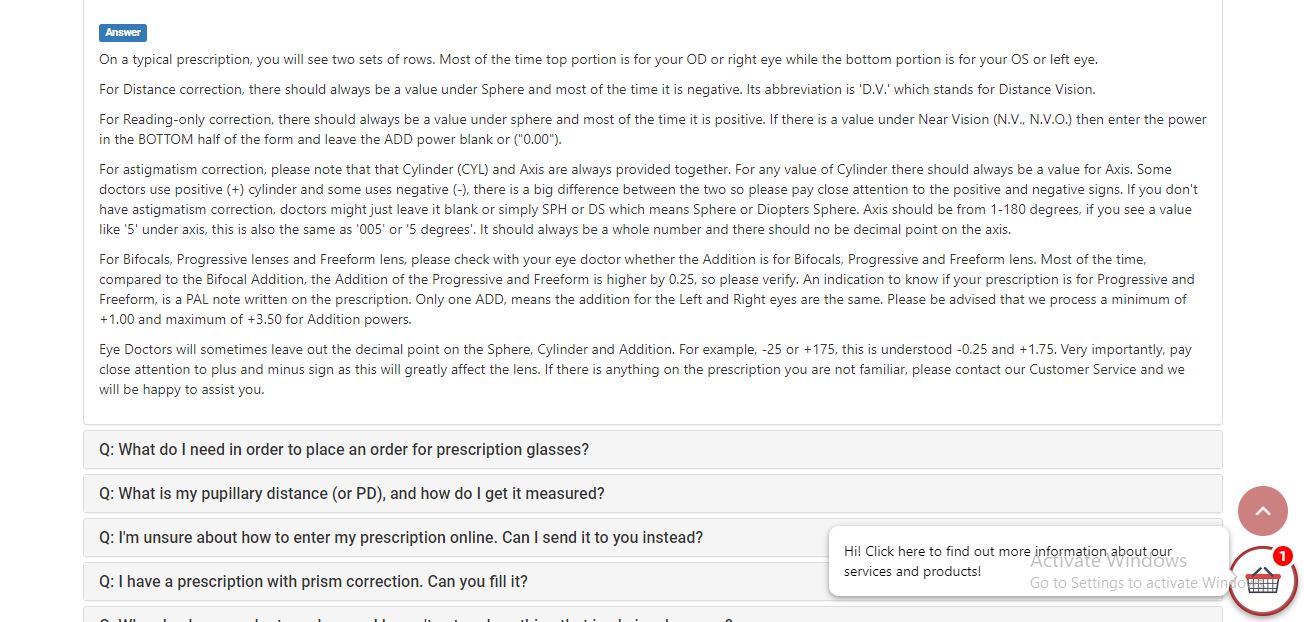 Answer
On a typical prescription, you will see two sets of rows. Most of the time top portion is for your OD or right eye while the bottom portion is for your OS or left eye.
For Distance correction, there should always be a value under Sphere and most of the time it is negative. Its abbreviation is 'D.V.' which stands for Distance Vision.
For Reading-only correction, there should always be a value under sphere and most of the time it is positive. If there is a value under Near Vision (N.V., N.V.O.) then enter the power
in the BOTTOM half of the form and leave the ADD power blank or ("0.00").
For astigmatism correction, please note that that Cylinder (CYL) and Axis are always provided together. For any value of Cylinder there should always be a value for Axis. Some
doctors use positive (+) cylinder and some uses negative (-), there is a big difference between the two so please pay close attention to the positive and negative signs. If you don't
have astigmatism correction, doctors might just leave it blank or simply SPH or DS which means Sphere or Diopters Sphere. Axis should be from 1-180 degrees, if you see a value
like '5' under axis, this is also the same as '005' or '5 degrees'. It should always be a whole number and there should no be decimal point on the axis.
For Bifocals, Progressive lenses and Freeform lens, please check with your eye doctor whether the Addition is for Bifocals, Progressive and Freeform lens. Most of the time,
compared to the Bifocal Addition, the Addition of the Progressive and Freeform is higher by 0.25, so please verify. An indication to know if your prescription is for Progressive and
Freeform, is a PAL note written on the prescription. Only one ADD, means the addition for the Left and Right eyes are the same. Please be advised that we process a minimum of
+1.00 and maximum of +3.50 for Addition powers.
Eye Doctors will sometimes leave out the decimal point on the Sphere, Cylinder and Addition. For example, -25 or +175, this is understood -0.25 and +1.75. Very importantly, pay
close attention to plus and minus sign as this will greatly affect the lens. If there is anything on the prescription you are not familiar, please contact our Customer Service and we
will be happy to assist you.
Q: What do I need in order to place an order for prescription glasses?
Q: What is my pupillary distance (or PD), and how do I get it measured?
Q: I'm unsure about how to enter my prescription online. Can I send it to you instead?
Q: I have a prescription with prism correction. Can you fill it?
Hi! Click here to find out more information about our
services and products!
1
Activate Windows
Go to Settings to activate Windo